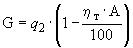 G = q₂ · (1 − η_T · A / 100)